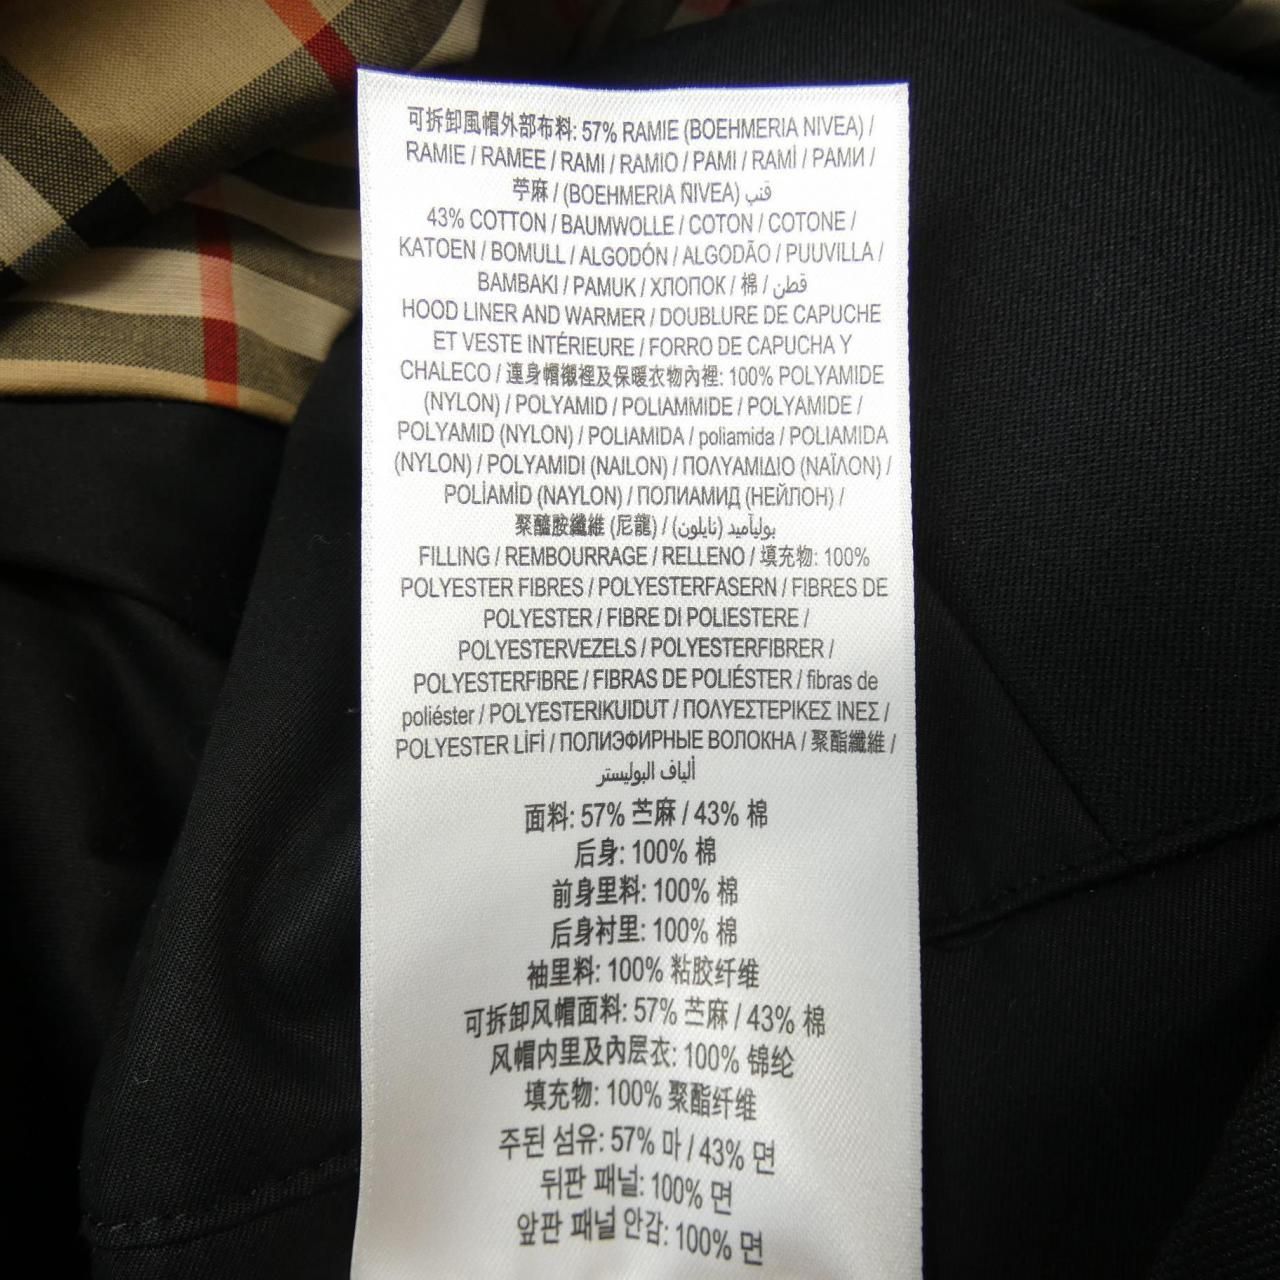 可拆卸風帽外部布料: 57% RAMIE (BOEHMERIA NIVEA) /
RAMIE / RAMEE / RAMI / RAMIO / PAMI / RAMİ / РАМИ /
苧麻 / (BOEHMERIA NIVEA) قنب
43% COTTON / BAUMWOLLE / COTON / COTONE /
KATOEN / BOMULL / ALGODÓN / ALGODÃO / PUUVILLA /
BAMBAKI / PAMUK / ХЛОПОК / 棉 / قطن
HOOD LINER AND WARMER / DOUBLURE DE CAPUCHE
ET VESTE INTÉRIEURE / FORRO DE CAPUCHA Y
CHALECO / 連身帽襯裡及保暖衣物內裡: 100% POLYAMIDE
(NYLON) / POLYAMID / POLIAMMIDE / POLYAMIDE /
POLYAMID (NYLON) / POLIAMIDA / poliamida / POLIAMIDA
(NYLON) / POLYAMIDI (NAILON) / ΠΟΛΥΑΜΙΔΙΟ (ΝΑΪΛΟΝ) /
POLİAMİD (NAYLON) / ПОЛИАМИД (НЕЙЛОН) /
聚醯胺纖維 (尼龍) / بوليآميد (نايلون)
FILLING / REMBOURRAGE / RELLENO / 填充物: 100%
POLYESTER FIBRES / POLYESTERFASERN / FIBRES DE
POLYESTER / FIBRE DI POLIESTERE /
POLYESTERVEZELS / POLYESTERFIBRER /
POLYESTERFIBRE / FIBRAS DE POLIÉSTER / fibras de
poliéster / POLYESTERIKUIDUT / ΠΟΛΥΕΣΤΕΡΙΚΕΣ ΙΝΕΣ /
POLYESTER LİFİ / ПОЛИЭФИРНЫЕ ВОЛОКНА / 聚酯纖維 /
ألياف البوليستر
面料: 57% 苎麻 / 43% 棉
后身: 100% 棉
前身里料: 100% 棉
后身衬里: 100% 棉
袖里料: 100% 粘胶纤维
可拆卸风帽面料: 57% 苎麻 / 43% 棉
风帽内里及內层衣: 100% 锦纶
填充物: 100% 聚酯纤维
주된 섬유: 57% 마 / 43% 면
뒤판 패널: 100% 면
앞판 패널 안감: 100% 면